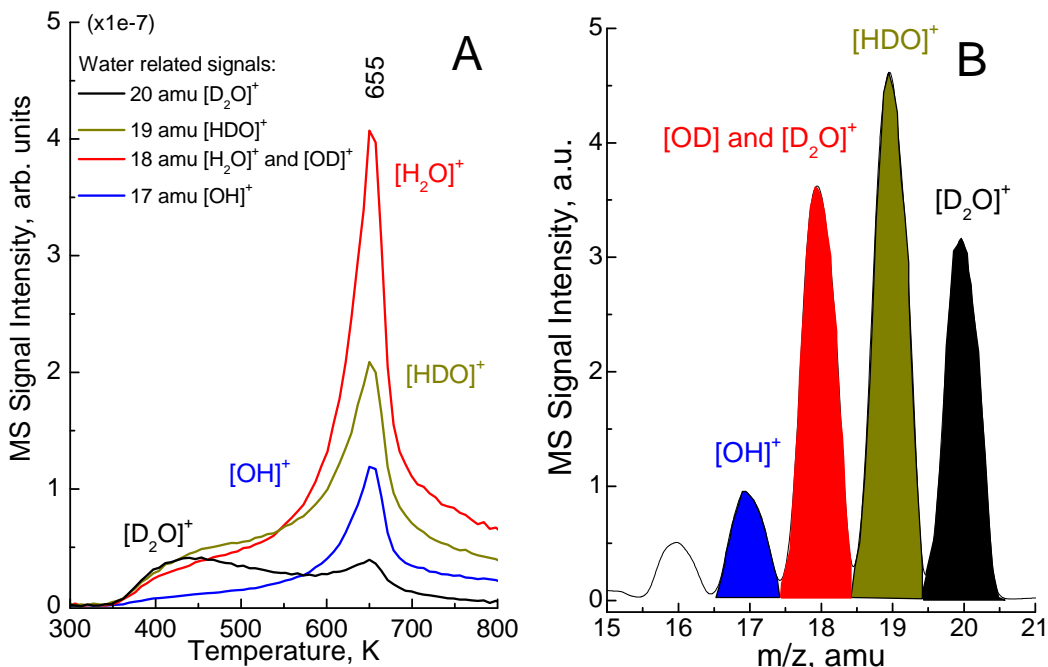 (x1e-7)
A
Water related signals:
20 amu [D₂O]⁺
19 amu [HDO]⁺
18 amu [H₂O]⁺ and [OD]⁺
17 amu [OH]⁺
655
[H₂O]⁺
[HDO]⁺
[OH]⁺
[D₂O]⁺
MS Signal Intensity, arb. units
5
4
3
2
1
0
300 400 500 600 700 800
Temperature, K
B
[HDO]⁺
[OD] and [D₂O]⁺
[D₂O]⁺
[OH]⁺
MS Signal Intensity, a.u.
5
4
3
2
1
0
15 16 17 18 19 20 21
m/z, amu